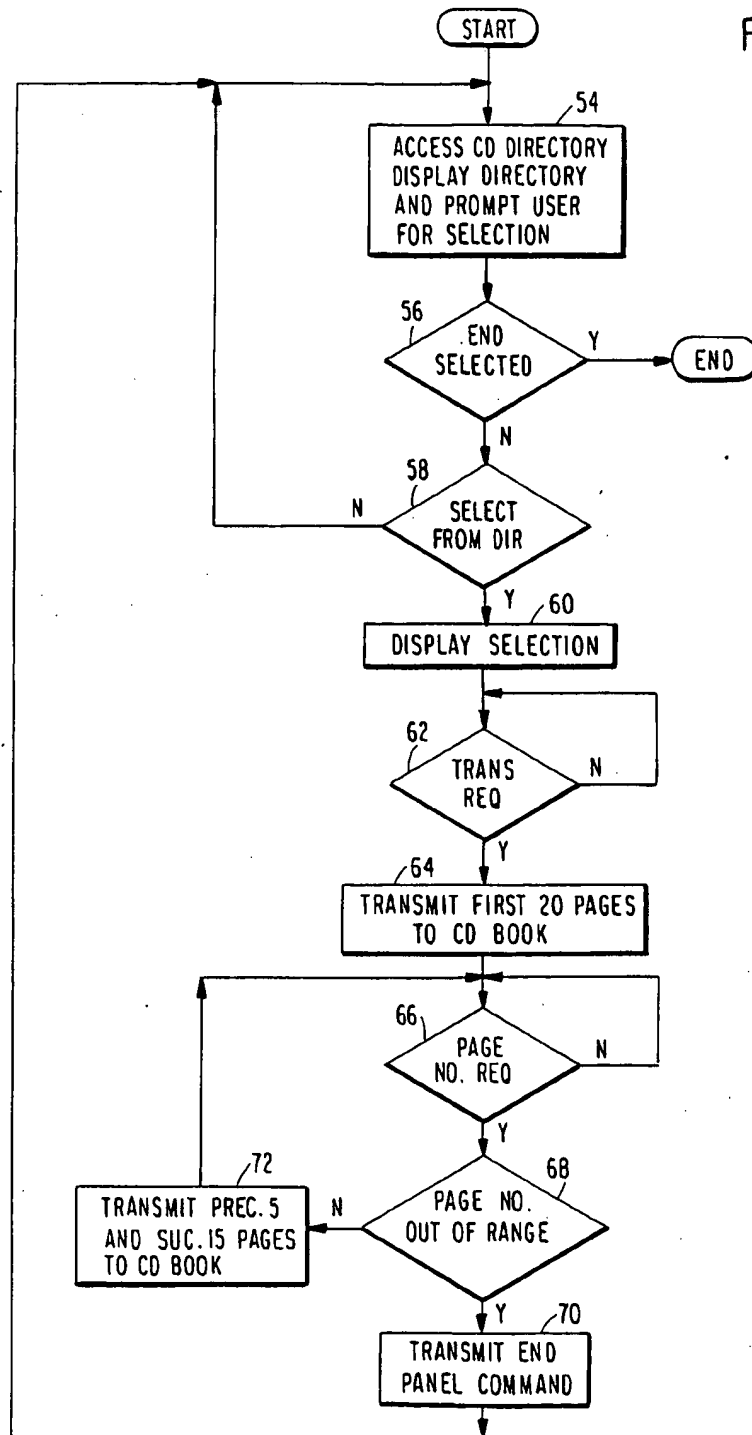 START
F
54
ACCESS CD DIRECTORY
DISPLAY DIRECTORY
AND PROMPT USER
FOR SELECTION
56
END
SELECTED
Y
END
N
58
N
SELECT
FROM DIR
Y
60
DISPLAY SELECTION
62
TRANS
REQ
N
Y
64
TRANSMIT FIRST 20 PAGES
TO CD BOOK
66
PAGE
NO. REQ
N
Y
72
68
TRANSMIT PREC. 5
AND SUC. 15 PAGES
TO CD BOOK
N
PAGE NO.
OUT OF RANGE
Y
70
TRANSMIT END
PANEL COMMAND